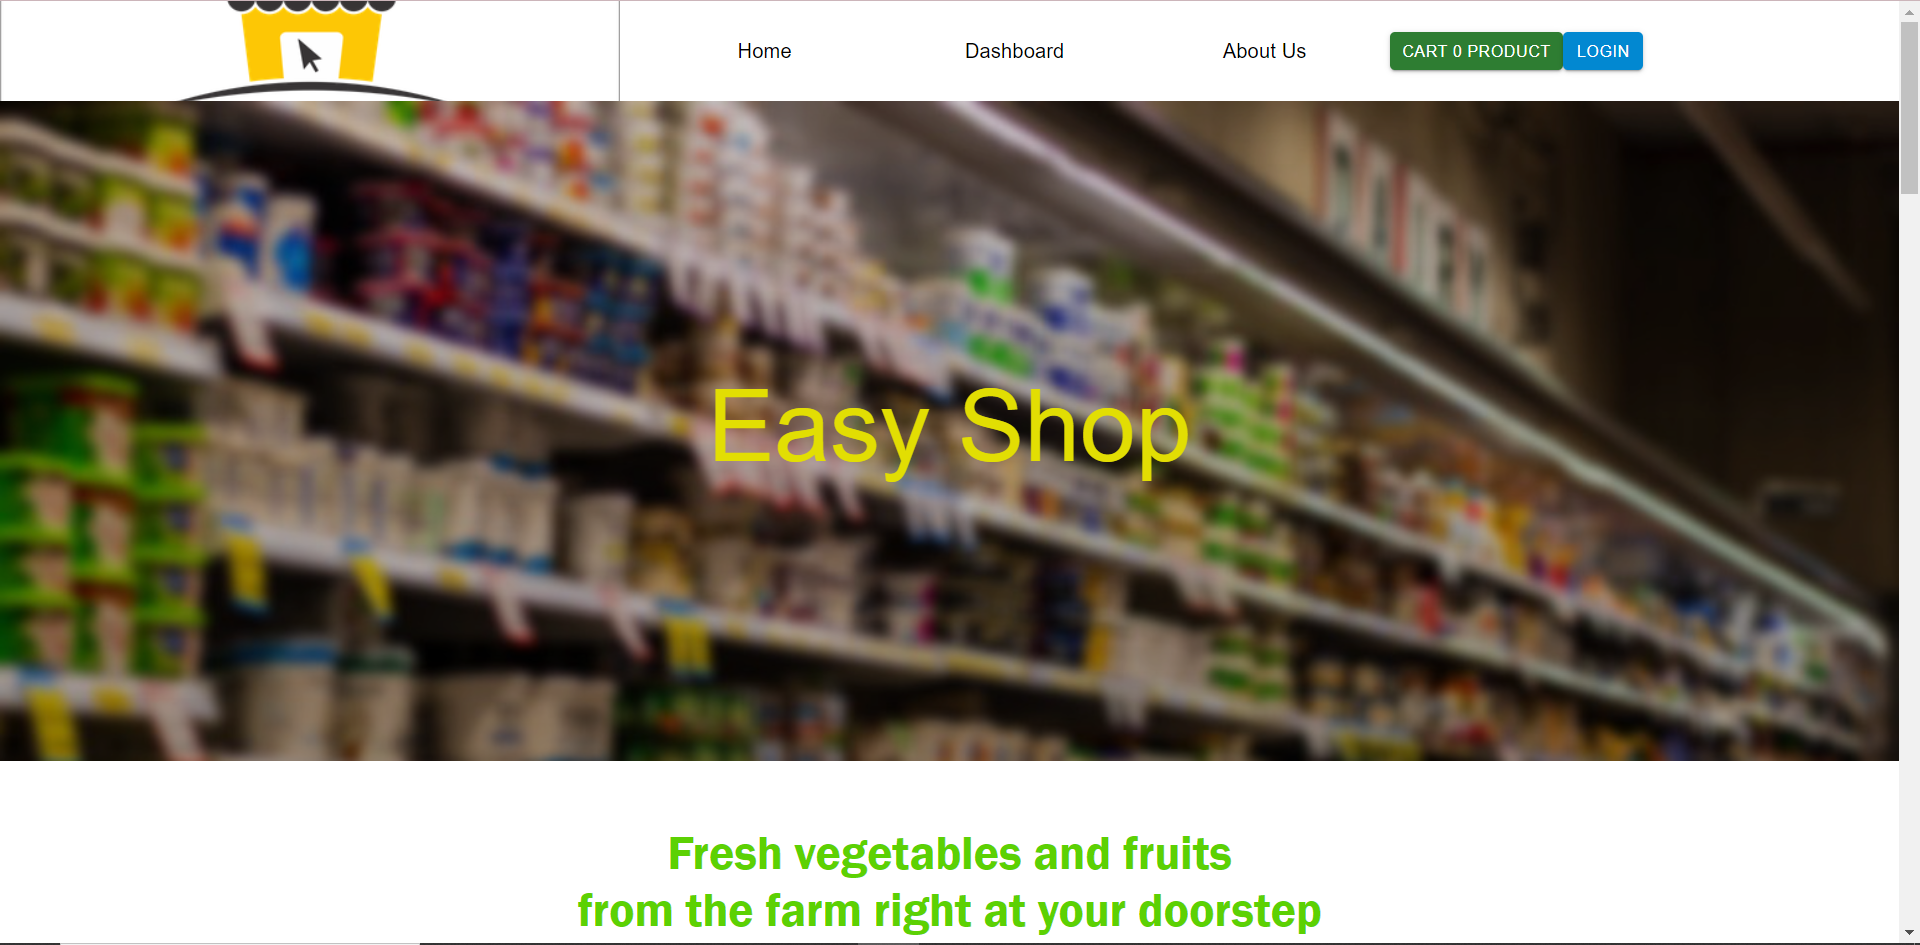 Home
Dashboard
About Us
CART 0 PRODUCT
LOGIN
Easy Shop
Fresh vegetables and fruits
from the farm right at your doorstep